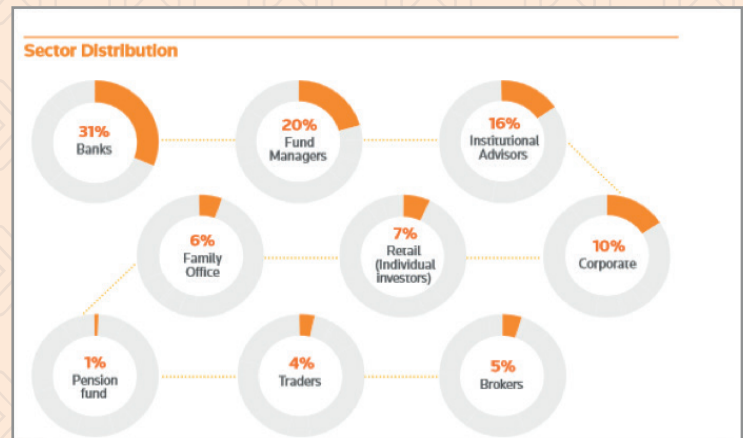 Sector Distribution
31%
Banks
20%
Fund
Managers
16%
Institutional
Advisors
6%
Family
Office
7%
Retail
(Individual
investors)
10%
Corporate
1%
Pension
fund
4%
Traders
5%
Brokers